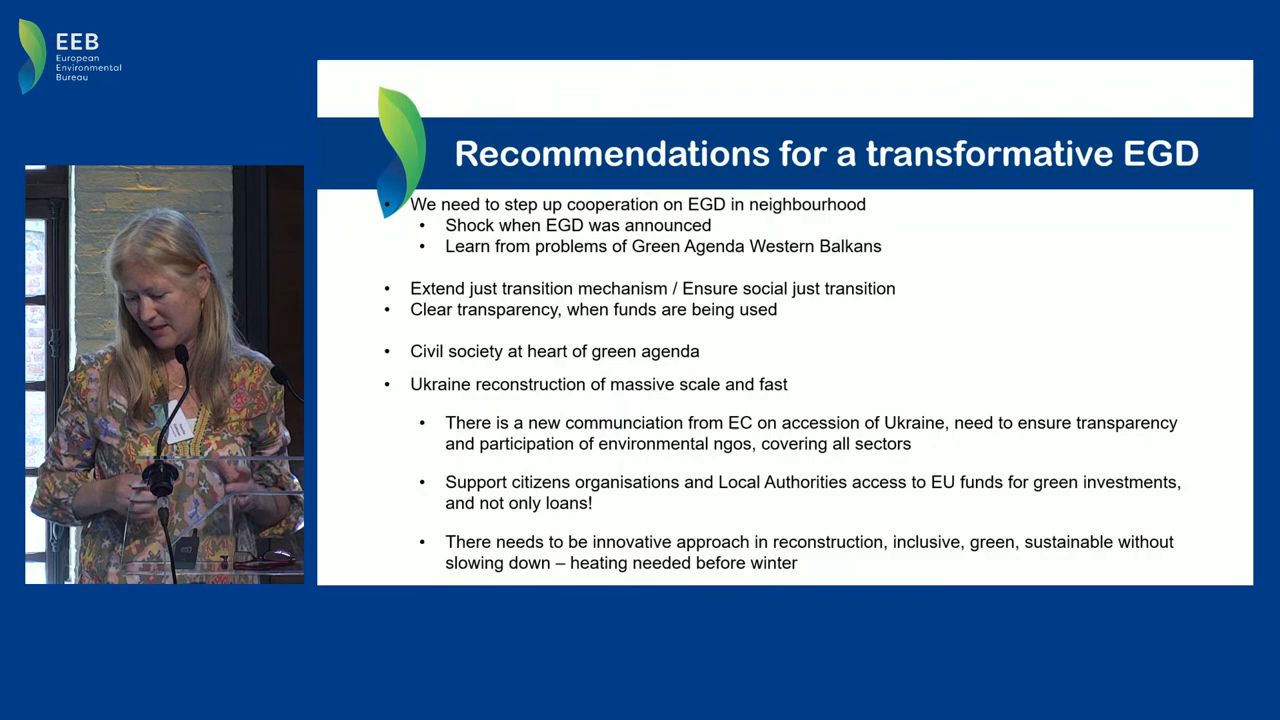 EEB
European
Environmental
Bureau
Recommendations for a transformative EGD
• We need to step up cooperation on EGD in neighbourhood
• Shock when EGD was announced
• Learn from problems of Green Agenda Western Balkans
• Extend just transition mechanism / Ensure social just transition
• Clear transparency, when funds are being used
• Civil society at heart of green agenda
• Ukraine reconstruction of massive scale and fast
• There is a new communciation from EC on accession of Ukraine, need to ensure transparency
and participation of environmental ngos, covering all sectors
• Support citizens organisations and Local Authorities access to EU funds for green investments,
and not only loans!
• There needs to be innovative approach in reconstruction, inclusive, green, sustainable without
slowing down – heating needed before winter